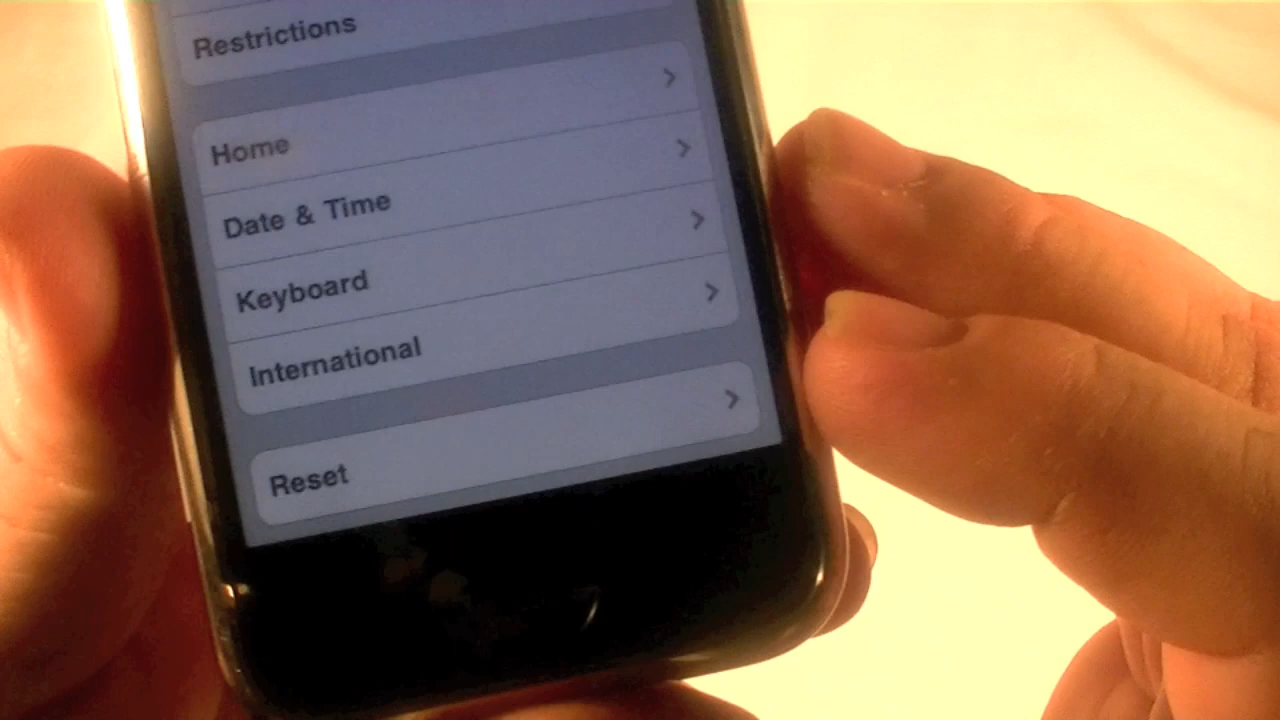 Restrictions
Home
Date & Time
Keyboard
International
Reset